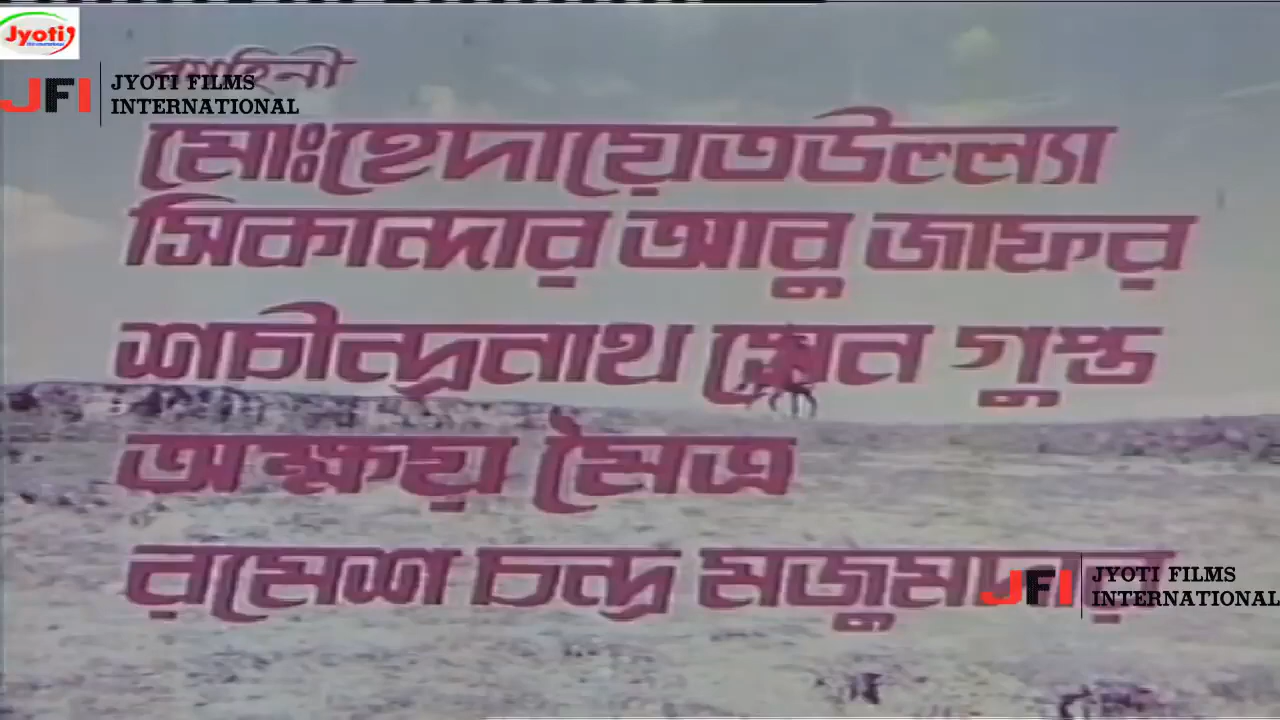 Jyoti
কাহিনী
JFI JYOTI FILMS INTERNATIONAL
মোঃহেদায়েতউল্ল্যা
সিকান্দার আবু জাফর
শচীন্দ্রনাথ সেন গুপ্ত
অক্ষয় মৈত্র
রমেশ চন্দ্র মজুমদার
JFI JYOTI FILMS INTERNATIONAL